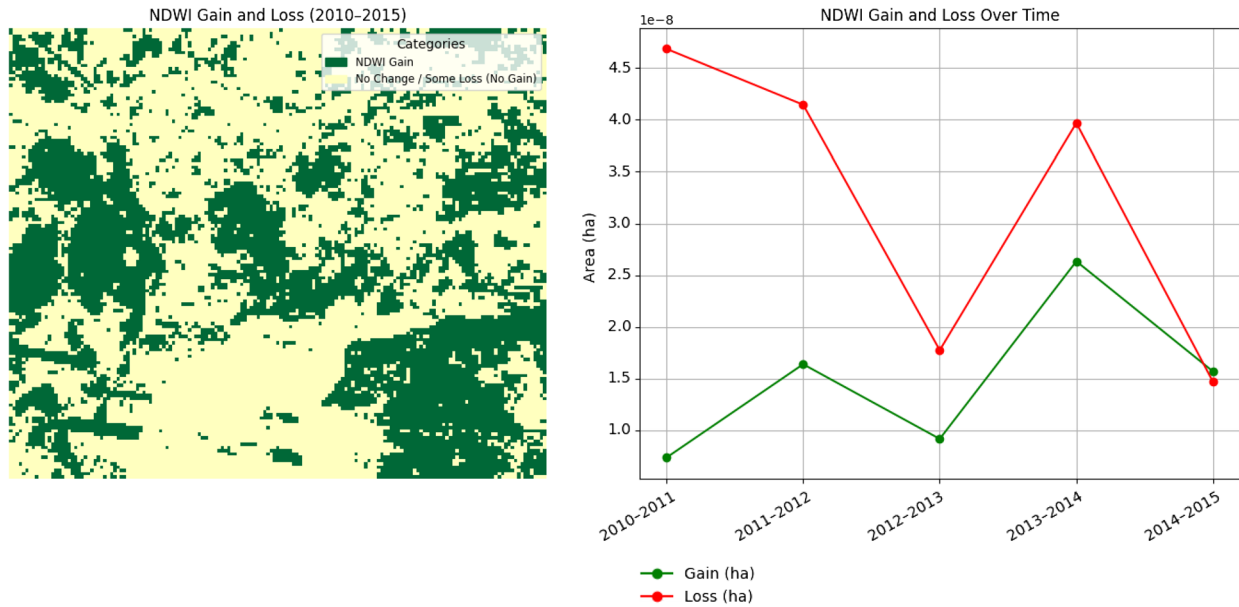 NDWI Gain and Loss (2010–2015)
Categories
NDWI Gain
No Change / Some Loss (No Gain)
NDWI Gain and Loss Over Time
1e−8
4.5
4.0
3.5
3.0
2.5
2.0
1.5
1.0
Area (ha)
2010–2011
2011–2012
2012–2013
2013–2014
2014–2015
Gain (ha)
Loss (ha)